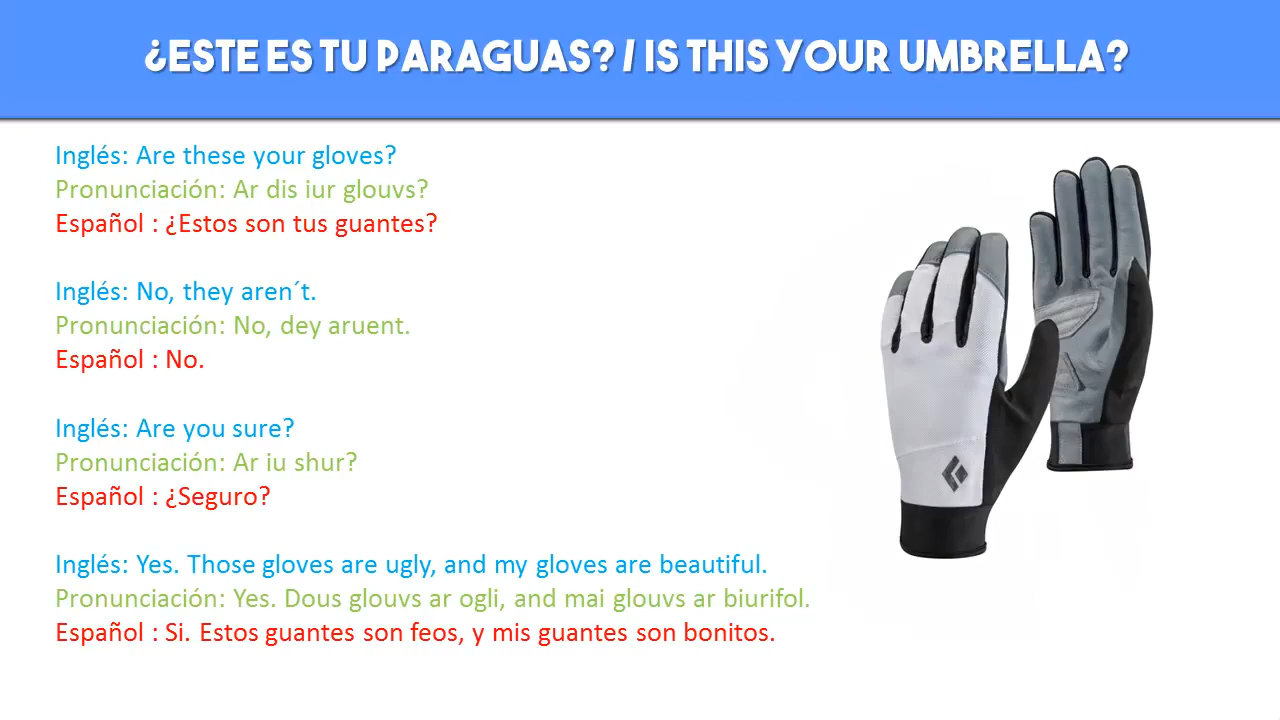 ¿ESTE ES TU PARAGUAS? / IS THIS YOUR UMBRELLA?
Inglés: Are these your gloves?
Pronunciación: Ar dis iur glouvs?
Español : ¿Estos son tus guantes?
Inglés: No, they aren´t.
Pronunciación: No, dey aruent.
Español : No.
Inglés: Are you sure?
Pronunciación: Ar iu shur?
Español : ¿Seguro?
Inglés: Yes. Those gloves are ugly, and my gloves are beautiful.
Pronunciación: Yes. Dous glouvs ar ogli, and mai glouvs ar biurifol.
Español : Si. Estos guantes son feos, y mis guantes son bonitos.